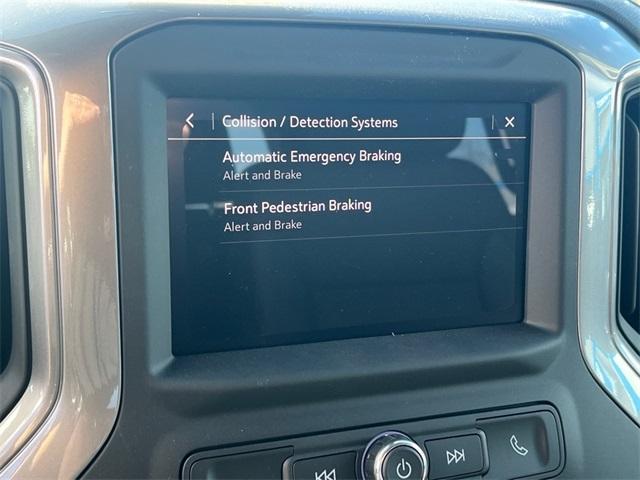 Collision / Detection Systems
Automatic Emergency Braking
Alert and Brake
Front Pedestrian Braking
Alert and Brake